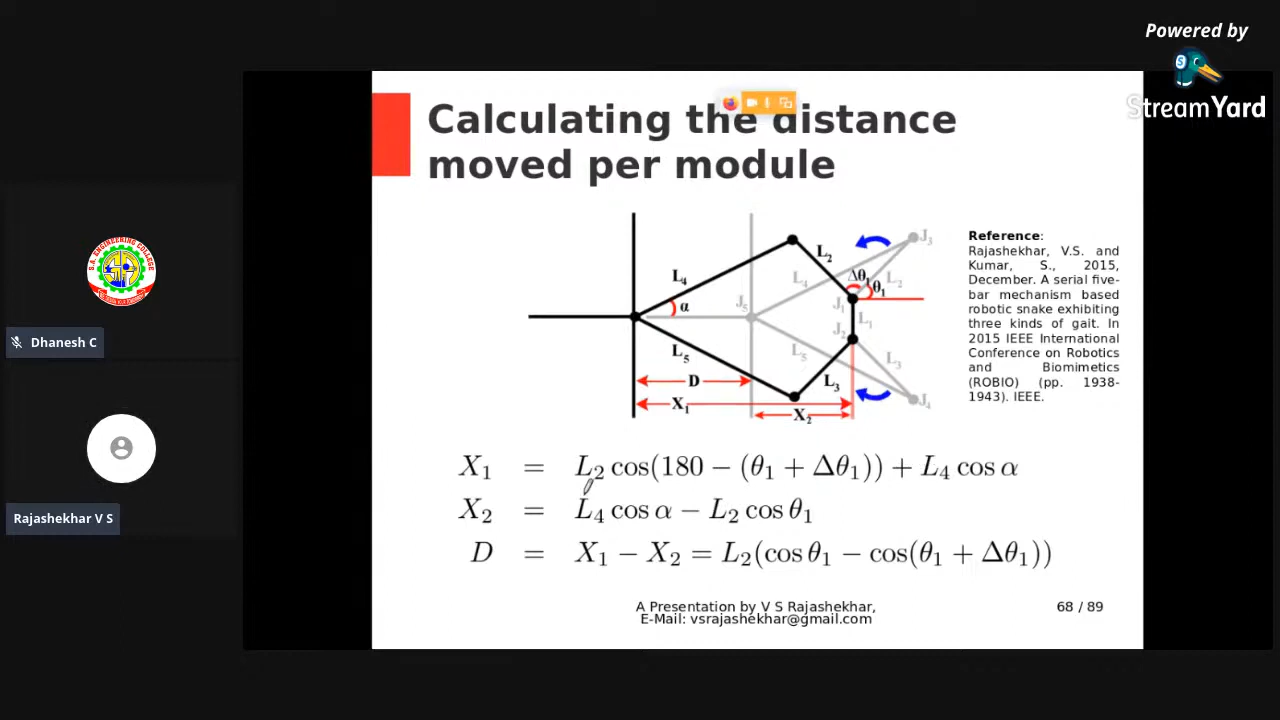 Powered by
StreamYard
Calculating the distance
moved per module
L₂
J₃
L₄
Δθ₁
θ₁
L₄
L₂
α
J₅
J₁
L₁
J₂
L₅
L₅
L₃
D
L₃
X₁
J₄
X₂
Reference:
Rajashekhar, V.S. and
Kumar, S., 2015,
December. A serial five-
bar mechanism based
robotic snake exhibiting
three kinds of gait. In
2015 IEEE International
Conference on Robotics
and Biomimetics
(ROBIO) (pp. 1938-
1943). IEEE.
X₁ = L₂ cos(180 − (θ₁ + Δθ₁)) + L₄ cos α
X₂ = L₄ cos α − L₂ cos θ₁
D = X₁ − X₂ = L₂(cos θ₁ − cos(θ₁ + Δθ₁))
A Presentation by V S Rajashekhar,
E-Mail: vsrajashekhar@gmail.com
68 / 89
S.A. ENGINEERING COLLEGE
Dhanesh C
Rajashekhar V S